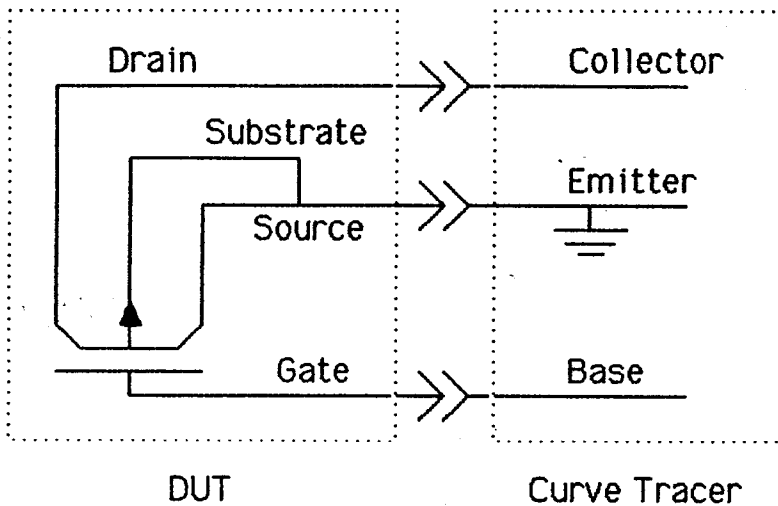 Drain
Collector
Substrate
Emitter
Source
Gate
Base
DUT
Curve Tracer